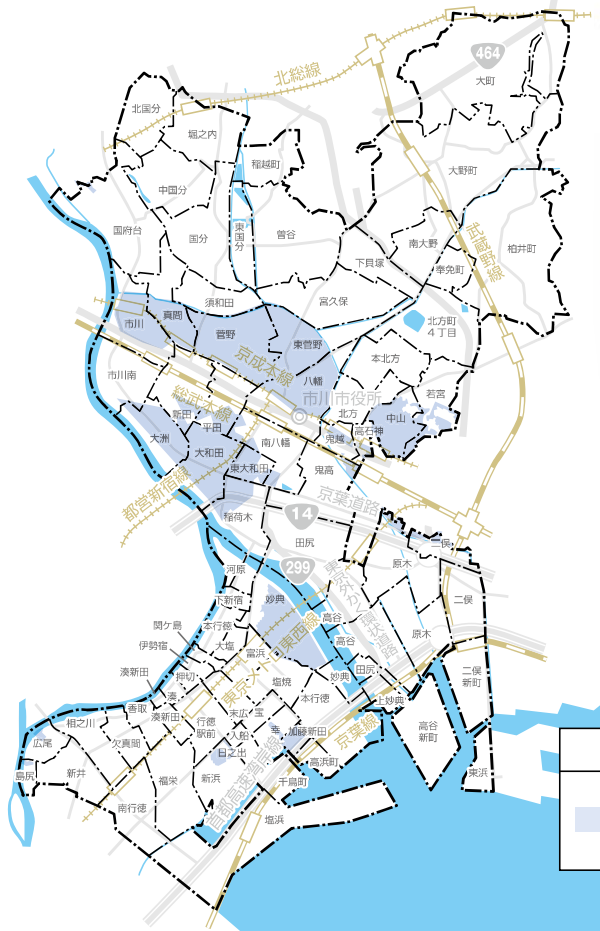 464
大町
北総線
北国分
堀之内
稲越町
大野町
中国分
国府台
国分
東国分
曽谷
下貝塚
南大野
奉免町
柏井町
武蔵野線
須和田
宮久保
市川
真間
菅野
東菅野
北方町
4丁目
京成本線
本北方
八幡
市川南
総武本線
市川市役所
若宮
新田
平田
北方
中山
大洲
大和田
南八幡
鬼越
高石神
東大和田
鬼高
都営新宿線
稲荷木
京葉道路
14
田尻
二俣
原木
299
河原
東京外かく環状道路
下新宿
妙典
二俣
関ケ島
本行徳
高谷
伊勢宿
大塩
高谷
原木
富浜
東京メトロ東西線
湊新田
押切
田尻
二俣
新町
湊
塩焼
妙典
香取
湊新田
末広
宝
本行徳
上妙典
相之川
行徳
駅前
入船
幸
加藤新田
京葉線
高谷
新町
広尾
欠真間
日之出
高浜町
島尻
新井
福栄
新浜
千鳥町
東浜
南行徳
首都高速湾岸線
塩浜